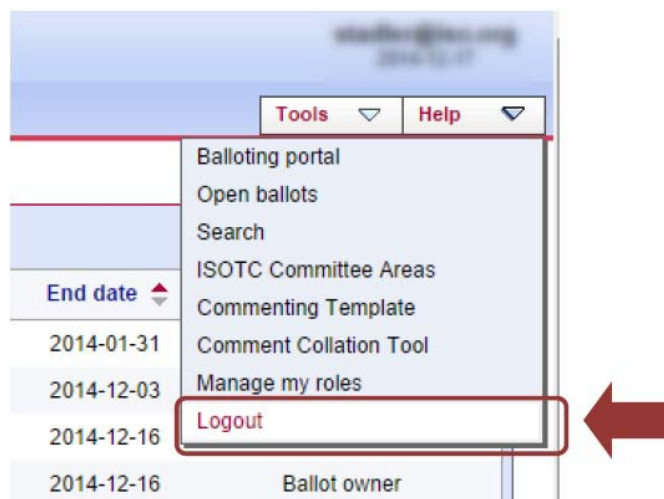 Tools Help
Balloting portal
Open ballots
Search
ISOTC Committee Areas
End date
Commenting Template
2014-01-31 Comment Collation Tool
2014-12-03 Manage my roles
Logout
2014-12-16
2014-12-16 Ballot owner